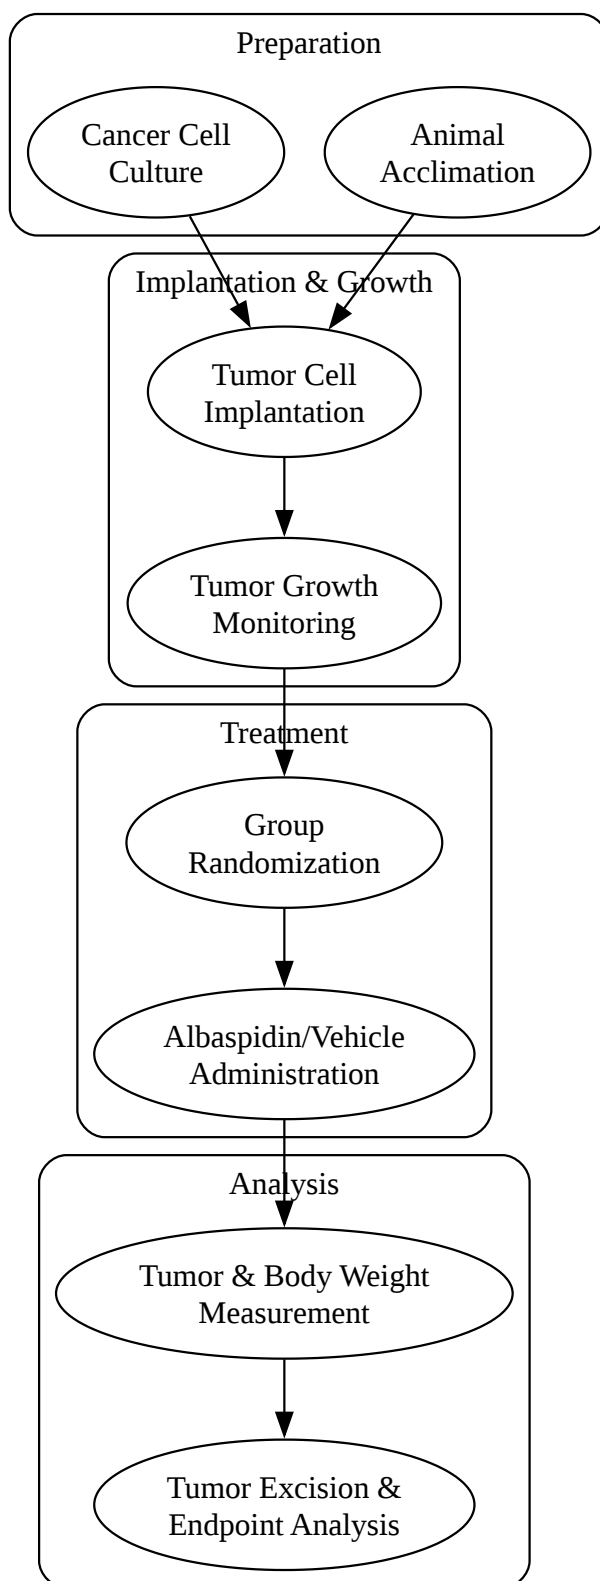 Preparation
Cancer Cell
Culture
Animal
Acclimation
Implantation & Growth
Tumor Cell
Implantation
Tumor Growth
Monitoring
Treatment
Group
Randomization
Albaspidin/Vehicle
Administration
Analysis
Tumor & Body Weight
Measurement
Tumor Excision &
Endpoint Analysis